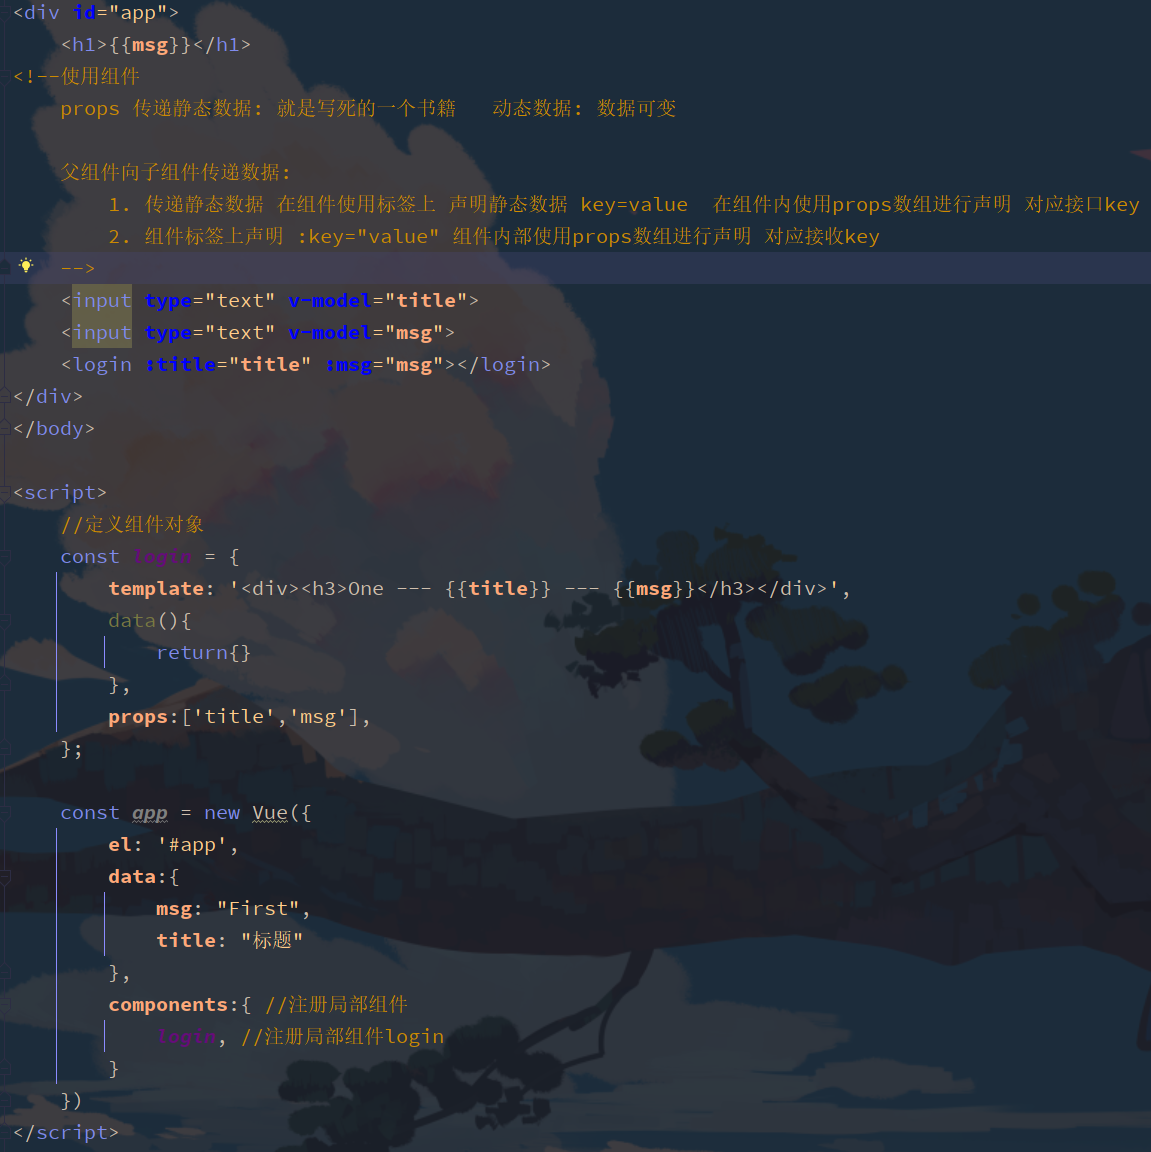 <div id="app">
<h1>{{msg}}</h1>
<!--使用组件
props 传递静态数据: 就是写死的一个书籍 动态数据: 数据可变
父组件向子组件传递数据:
1. 传递静态数据 在组件使用标签上 声明静态数据 key=value 在组件内使用props数组进行声明 对应接口key
2. 组件标签上声明 :key="value" 组件内部使用props数组进行声明 对应接收key
-->
<input type="text" v-model="title">
<input type="text" v-model="msg">
<login :title="title" :msg="msg"></login>
</div>
</body>
<script>
//定义组件对象
const login = {
template: '<div><h3>One --- {{title}} --- {{msg}}</h3></div>',
data(){
return{}
},
props:['title','msg'],
};
const app = new Vue({
el: '#app',
data:{
msg: "First",
title: "标题"
},
components:{ //注册局部组件
login, //注册局部组件login
}
})
</script>